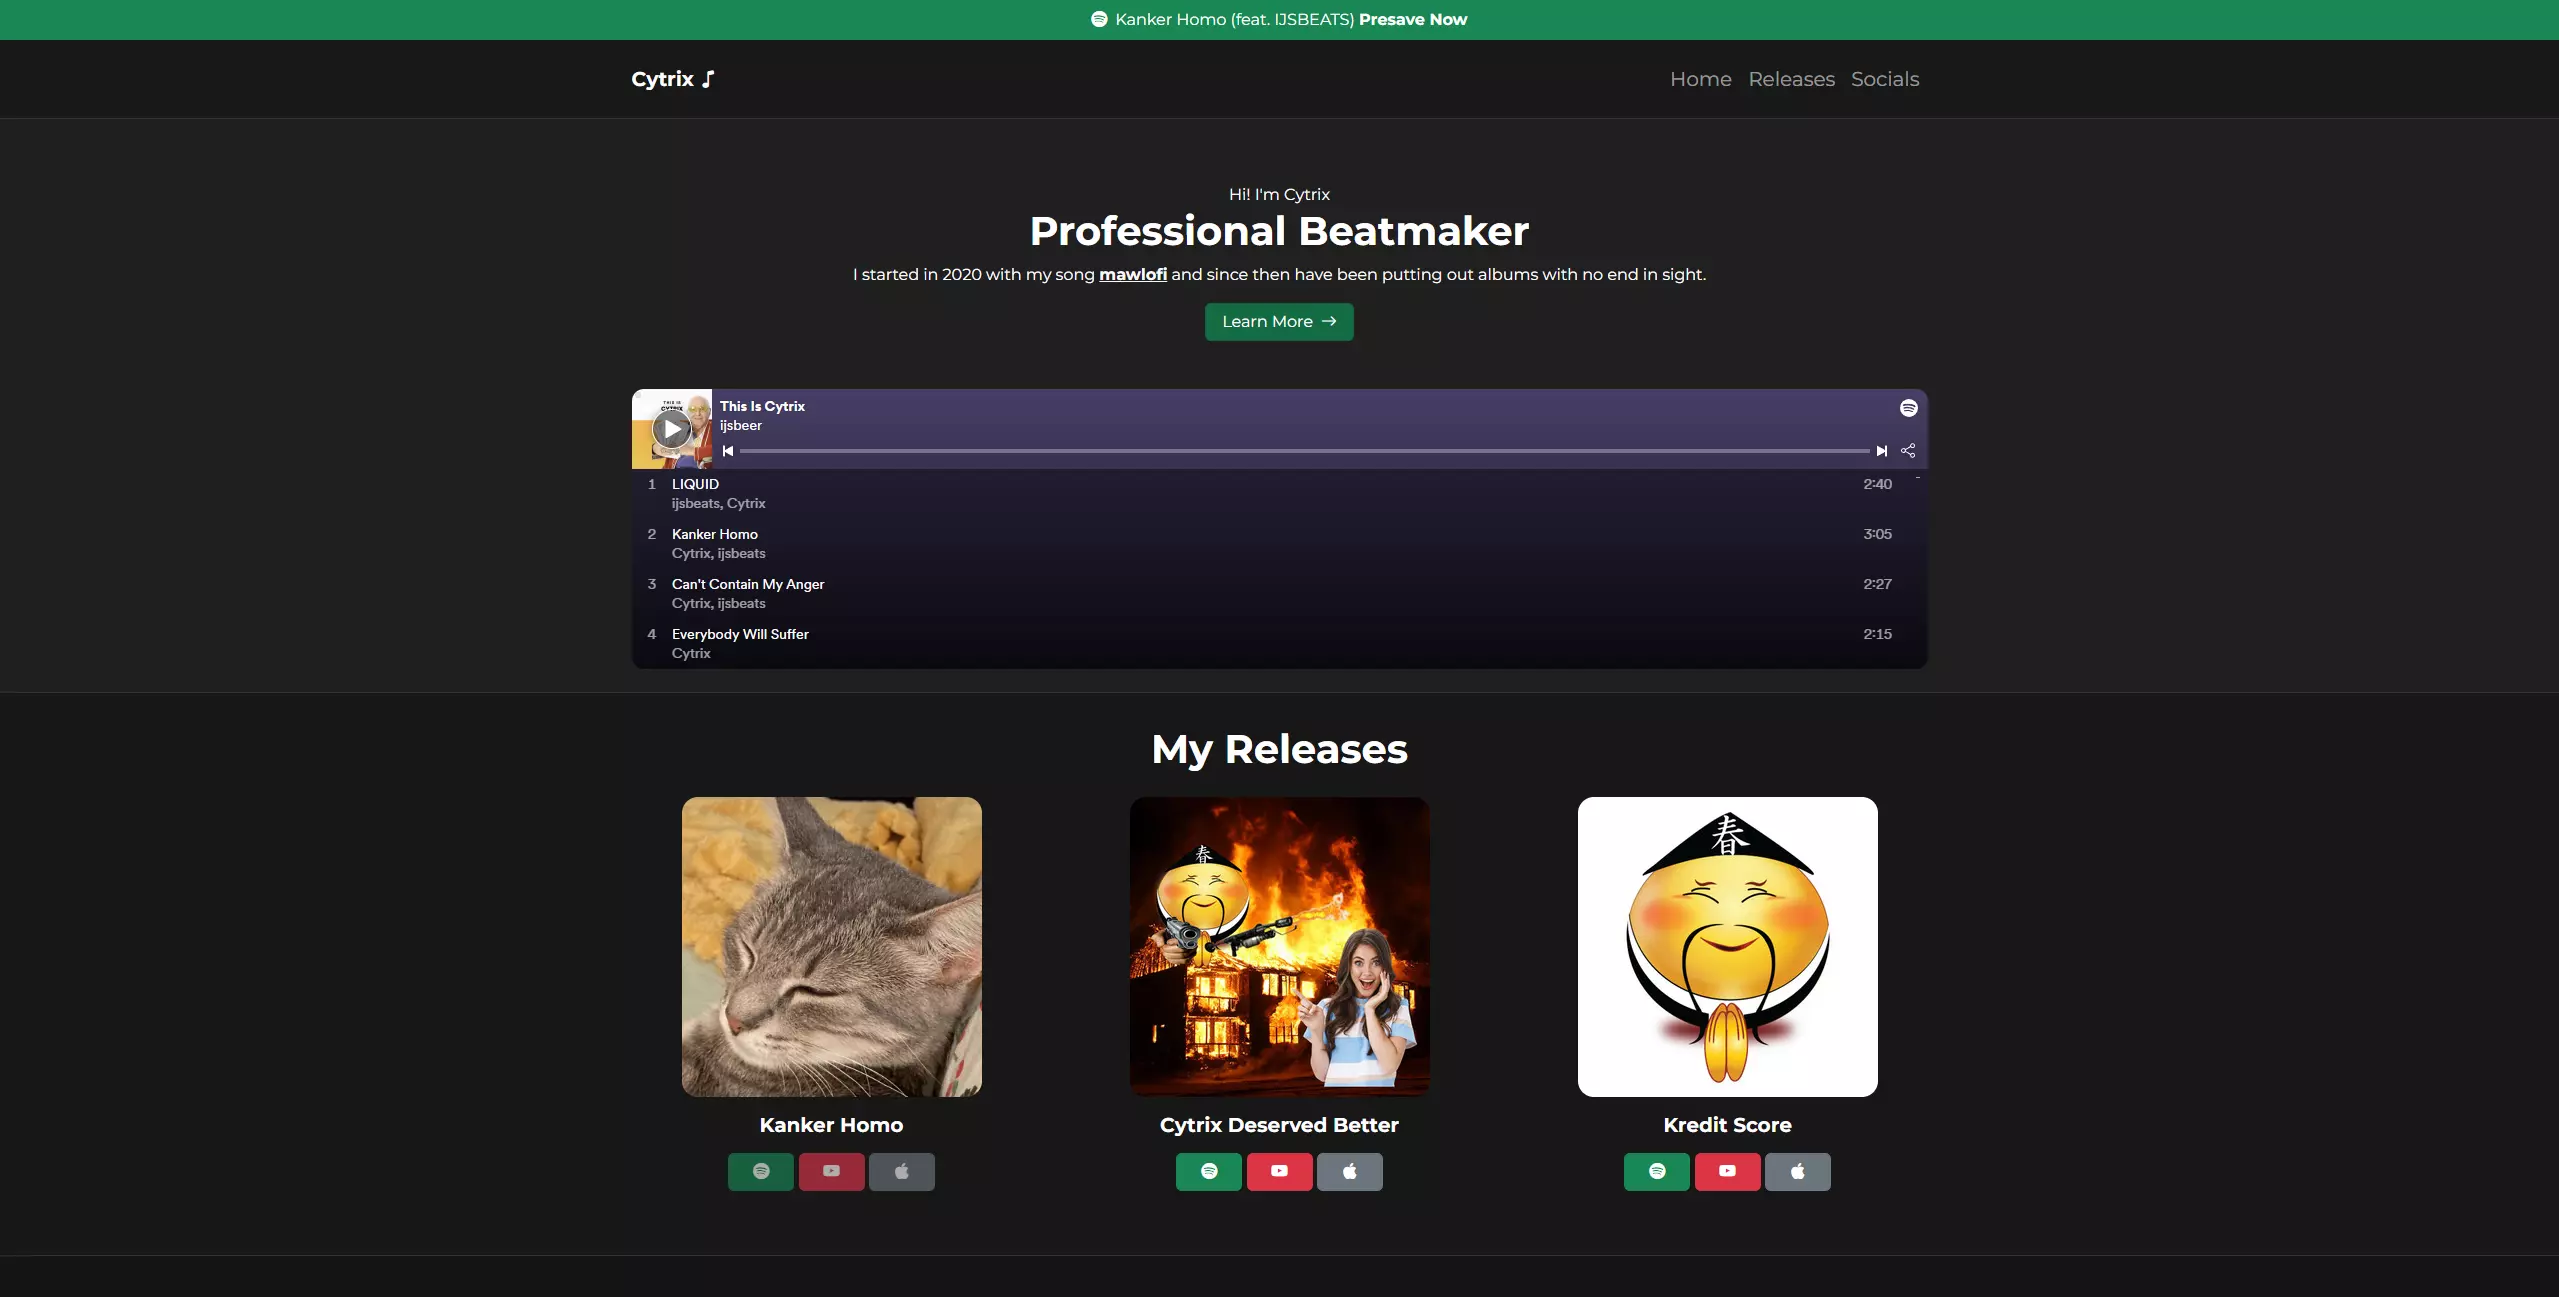 Kanker Homo (feat. IJSBEATS) Presave Now
Cytrix
Home Releases Socials
Hi! I'm Cytrix
Professional Beatmaker
I started in 2020 with my song mawlofi and since then have been putting out albums with no end in sight.
Learn More →
THIS IS
CYTRIX
This Is Cytrix
ijsbeer
1 LIQUID 2:40
ijsbeats, Cytrix
2 Kanker Homo 3:05
Cytrix, ijsbeats
3 Can't Contain My Anger 2:27
Cytrix, ijsbeats
4 Everybody Will Suffer 2:15
Cytrix
My Releases
春
春
Kanker Homo
Cytrix Deserved Better
Kredit Score